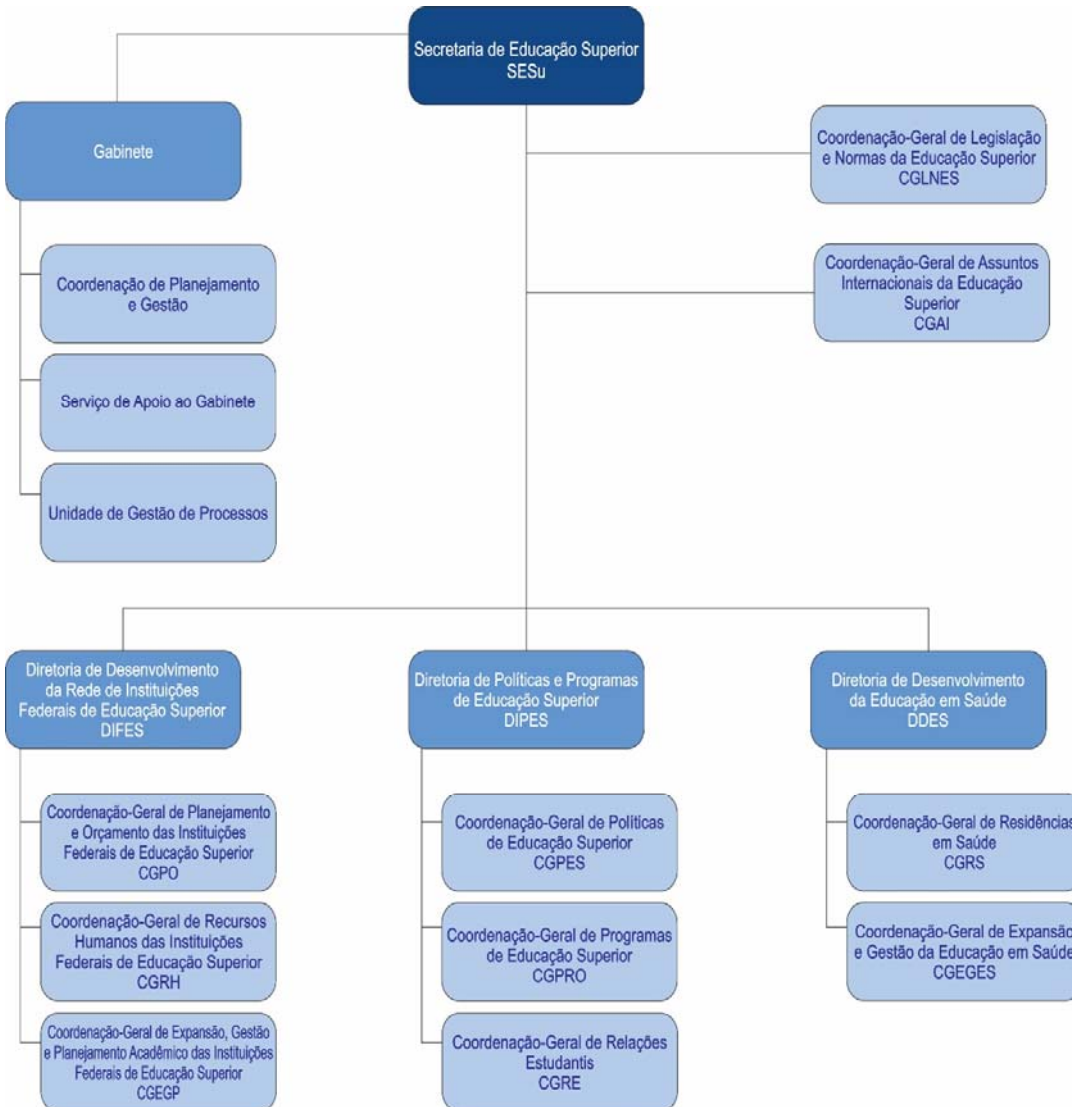 Secretaria de Educação Superior
SESu
Gabinete
Coordenação-Geral de Legislação
e Normas da Educação Superior
CGLNES
Coordenação de Planejamento
e Gestão
Coordenação-Geral de Assuntos
Internacionais da Educação
Superior
CGAI
Serviço de Apoio ao Gabinete
Unidade de Gestão de Processos
Diretoria de Desenvolvimento
da Rede de Instituições
Federais de Educação Superior
DIFES
Diretoria de Políticas e Programas
de Educação Superior
DIPES
Diretoria de Desenvolvimento
da Educação em Saúde
DDES
Coordenação-Geral de Planejamento
e Orçamento das Instituições
Federais de Educação Superior
CGPO
Coordenação-Geral de Recursos
Humanos das Instituições
Federais de Educação Superior
CGRH
Coordenação-Geral de Expansão, Gestão
e Planejamento Acadêmico das Instituições
Federais de Educação Superior
CGEGP
Coordenação-Geral de Políticas
de Educação Superior
CGPES
Coordenação-Geral de Programas
de Educação Superior
CGPRO
Coordenação-Geral de Relações
Estudantis
CGRE
Coordenação-Geral de Residências
em Saúde
CGRS
Coordenação-Geral de Expansão
e Gestão da Educação em Saúde
CGEGES